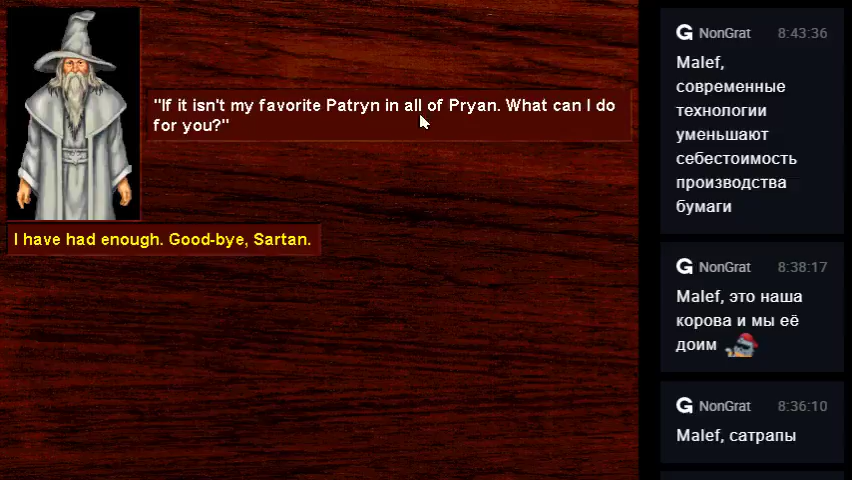 "If it isn't my favorite Patryn in all of Pryan. What can I do
for you?"
I have had enough. Good-bye, Sartan.
G NonGrat 8:43:36
Malef,
современные
технологии
уменьшают
себестоимость
производства
бумаги
G NonGrat 8:38:17
Malef, это наша
корова и мы её
доим
G NonGrat 8:36:10
Malef, сатрапы